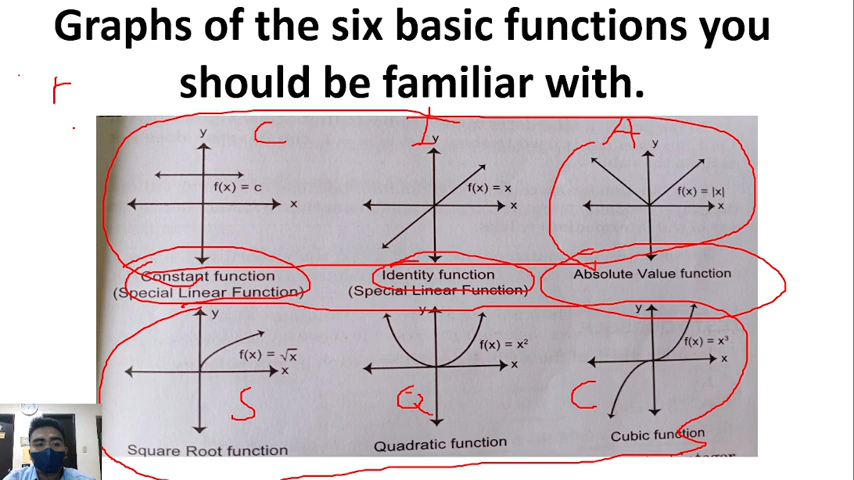 Graphs of the six basic functions you
should be familiar with.
r
C I A
y y y
f(x) = c f(x) = x f(x) = |x|
x x x
Constant function Identity function Absolute Value function
(Special Linear Function) (Special Linear Function)
y y y
f(x) = √x f(x) = x² f(x) = x³
x x x
S Q C
Square Root function Quadratic function Cubic function